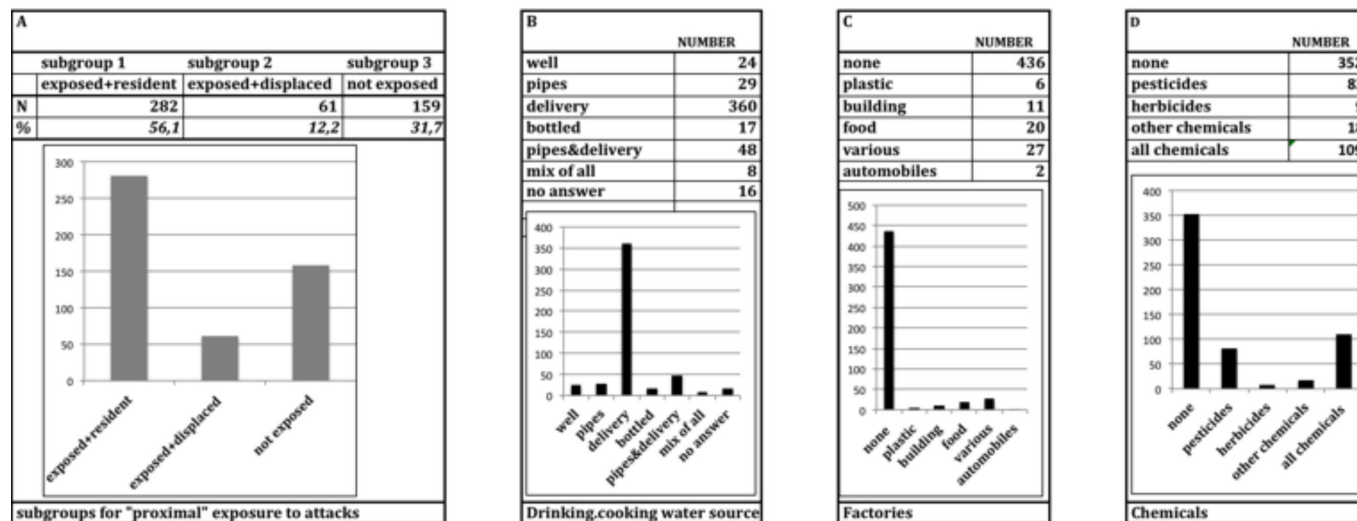 A
subgroup 1 subgroup 2 subgroup 3
exposed+resident exposed+displaced not exposed
N 282 61 159
% 56,1 12,2 31,7
300
250
200
150
100
50
0
exposed+resident
exposed+displaced
not exposed
subgroups for "proximal" exposure to attacks
B
NUMBER
well 24
pipes 29
delivery 360
bottled 17
pipes&delivery 48
mix of all 8
no answer 16
400
350
300
250
200
150
100
50
0
well
pipes
delivery
bottled
pipes&delivery
mix of all
no answer
Drinking.cooking water source
C
NUMBER
none 436
plastic 6
building 11
food 20
various 27
automobiles 2
500
450
400
350
300
250
200
150
100
50
0
none
plastic
building
food
various
automobiles
Factories
D
NUMBER
none 352
pesticides
herbicides
other chemicals 18
all chemicals 109
400
350
300
250
200
150
100
50
0
none
pesticides
herbicides
other chemicals
all chemicals
Chemicals